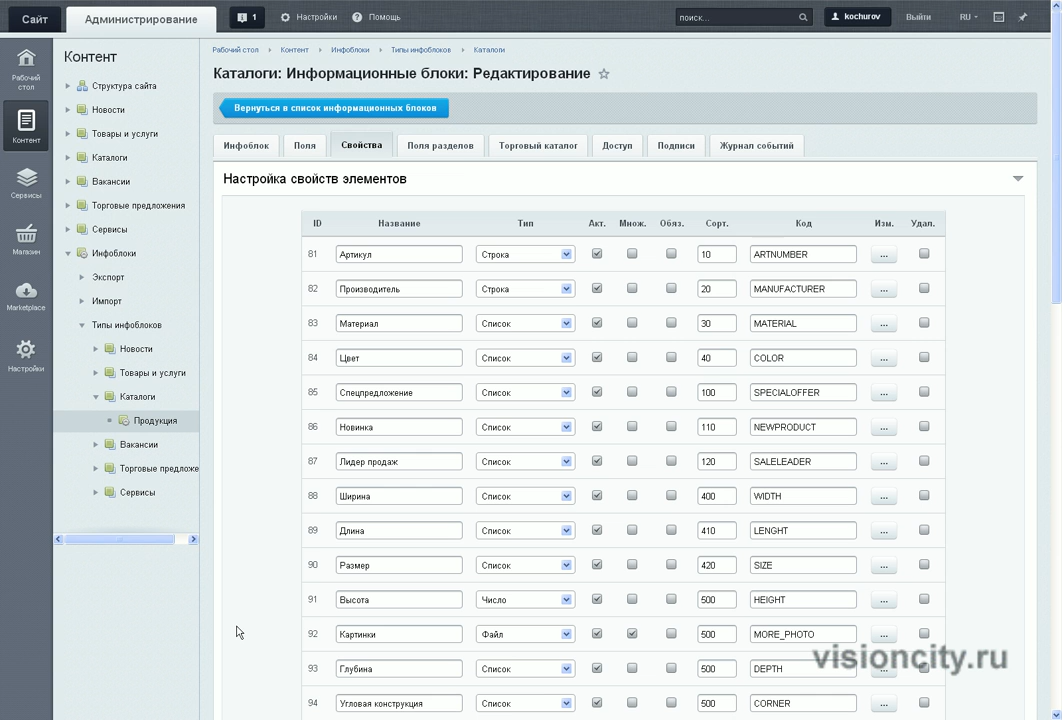 Сайт
Администрирование
1
Настройки
Помощь
поиск...
kochurov
Выйти
RU
Рабочий стол
Контент
Сервисы
Магазин
Marketplace
Настройки
Контент
Структура сайта
Новости
Товары и услуги
Каталоги
Вакансии
Торговые предложения
Сервисы
Инфоблоки
Экспорт
Импорт
Типы инфоблоков
Новости
Товары и услуги
Каталоги
Продукция
Вакансии
Торговые предложе
Сервисы
Рабочий стол Контент Инфоблоки Типы инфоблоков Каталоги
Каталоги: Информационные блоки: Редактирование
Вернуться в список информационных блоков
Инфоблок Поля Свойства Поля разделов Торговый каталог Доступ Подписи Журнал событий
Настройка свойств элементов
ID Название Тип Акт. Множ. Обяз. Сорт. Код Изм. Удал.
81 Артикул Строка 10 ARTNUMBER ...
82 Производитель Строка 20 MANUFACTURER ...
83 Материал Список 30 MATERIAL ...
84 Цвет Список 40 COLOR ...
85 Спецпредложение Список 100 SPECIALOFFER ...
86 Новинка Список 110 NEWPRODUCT ...
87 Лидер продаж Список 120 SALELEADER ...
88 Ширина Список 400 WIDTH ...
89 Длина Список 410 LENGHT ...
90 Размер Список 420 SIZE ...
91 Высота Число 500 HEIGHT ...
92 Картинки Файл 500 MORE_PHOTO ...
visioncity.ru
93 Глубина Список 500 DEPTH ...
94 Угловая конструкция Список 500 CORNER ...